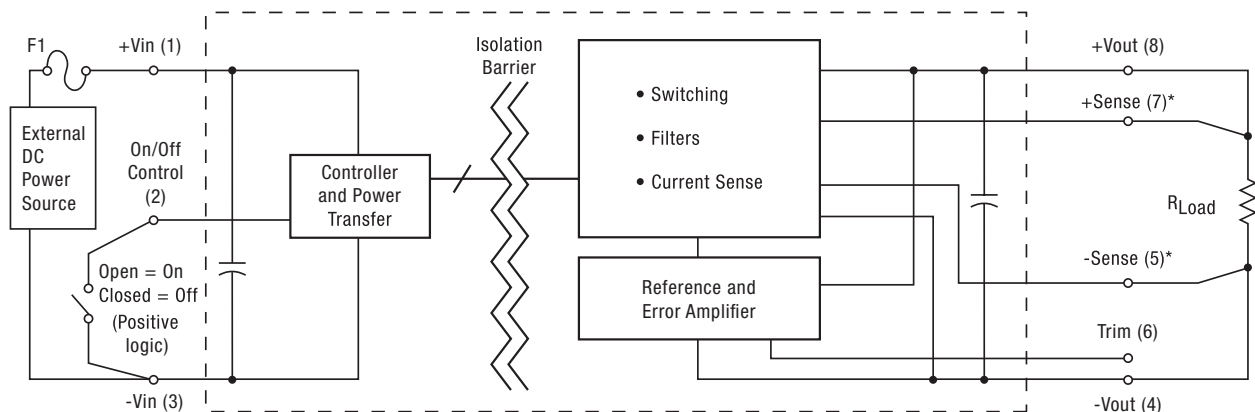 F1
+Vin (1)
External
DC
Power
Source
On/Off
Control
(2)
Open = On
Closed = Off
(Positive
logic)
-Vin (3)
Controller
and Power
Transfer
Isolation
Barrier
• Switching
• Filters
• Current Sense
Reference and
Error Amplifier
+Vout (8)
+Sense (7)*
RLoad
-Sense (5)*
Trim (6)
-Vout (4)